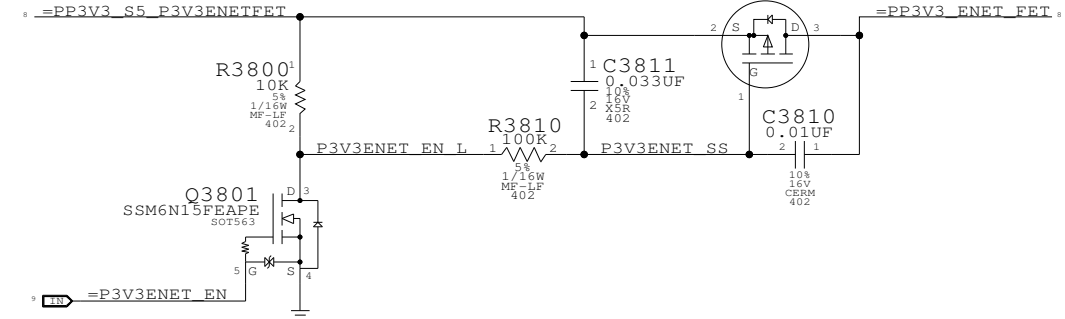 8 =PP3V3_S5_P3V3ENETFET
=PP3V3_ENET_FET 8
2 S D 3
G
1
R3800 1
10K
5%
1/16W
MF-LF
402 2
1 C3811
0.033UF
10%
16V
2 X5R
402
C3810
0.01UF
2 1
10%
16V
CERM
402
R3810
100K
1 2
5%
1/16W
MF-LF
402
P3V3ENET_EN_L
P3V3ENET_SS
Q3801
SSM6N15FEAPE
SOT563
D 3
5 G S 4
9 IN =P3V3ENET_EN